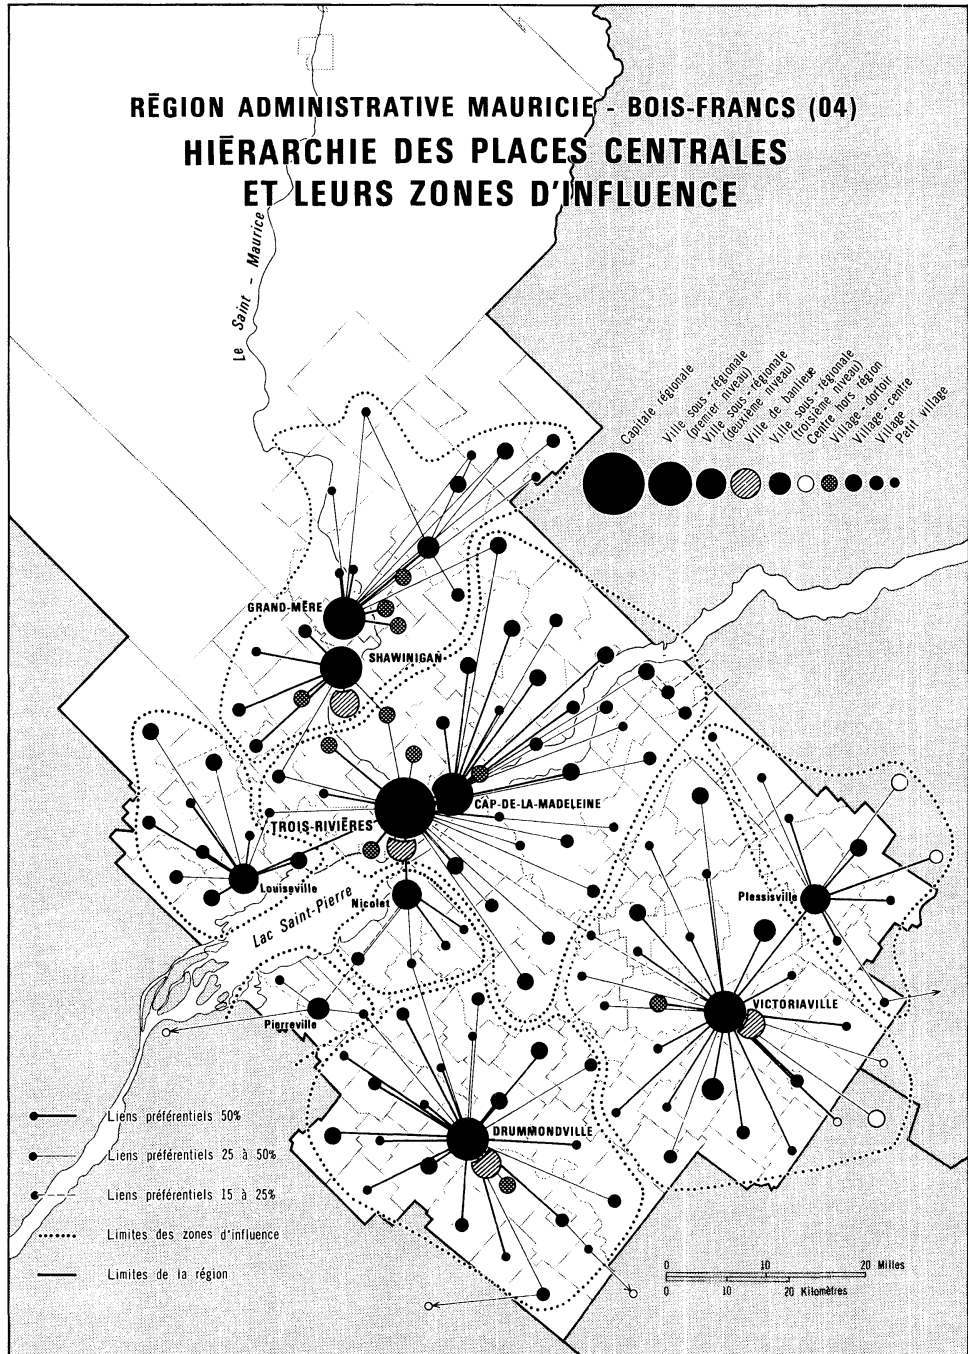 RĒGION ADMINISTRATIVE MAURICIE - BOIS-FRANCS (04)
HIĒRARCHIE DES PLACES CENTRALES
ET LEURS ZONES D'INFLUENCE
Le Saint - Maurice
Capitale régionale
Ville sous - régionale
(premier niveau)
Ville sous - régionale
(deuxième niveau)
Ville de banlieue
Ville sous - régionale
(troisième niveau)
Centre hors région
Village - dortoir
Village - centre
Village
Petit village
GRAND-MÈRE
SHAWINIGAN
CAP-DE-LA-MADELEINE
TROIS-RIVIÈRES
Louiseville
Nicolet
Plessisville
Lac Saint-Pierre
VICTORIAVILLE
Pierreville
DRUMMONDVILLE
Liens préférentiels 50%
Liens préférentiels 25 à 50%
Liens préférentiels 15 à 25%
Limites des zones d'influence
Limites de la région
0 10 20 Milles
0 10 20 Kilomètres